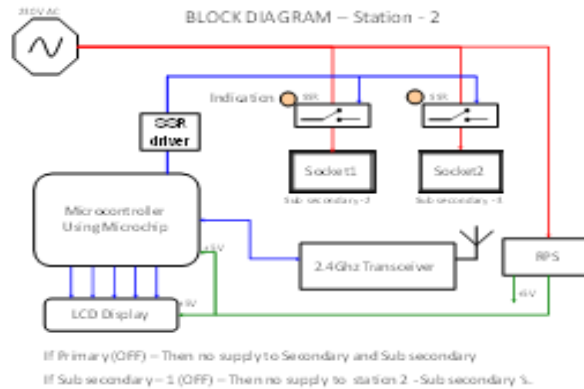 230V AC
BLOCK DIAGRAM – Station - 2
Indication
SSR
SSR
SSR
driver
Socket1
Socket2
Sub secondary -2
Sub secondary -3
Microcontroller
Using Microchip
+5V
2.4Ghz Transceiver
RPS
+5V
+5V
LCD Display
If Primary (OFF) – Then no supply to Secondary and Sub secondary
If Sub secondary – 1 (OFF) – Then no supply to station 2 - Sub secondary 's.